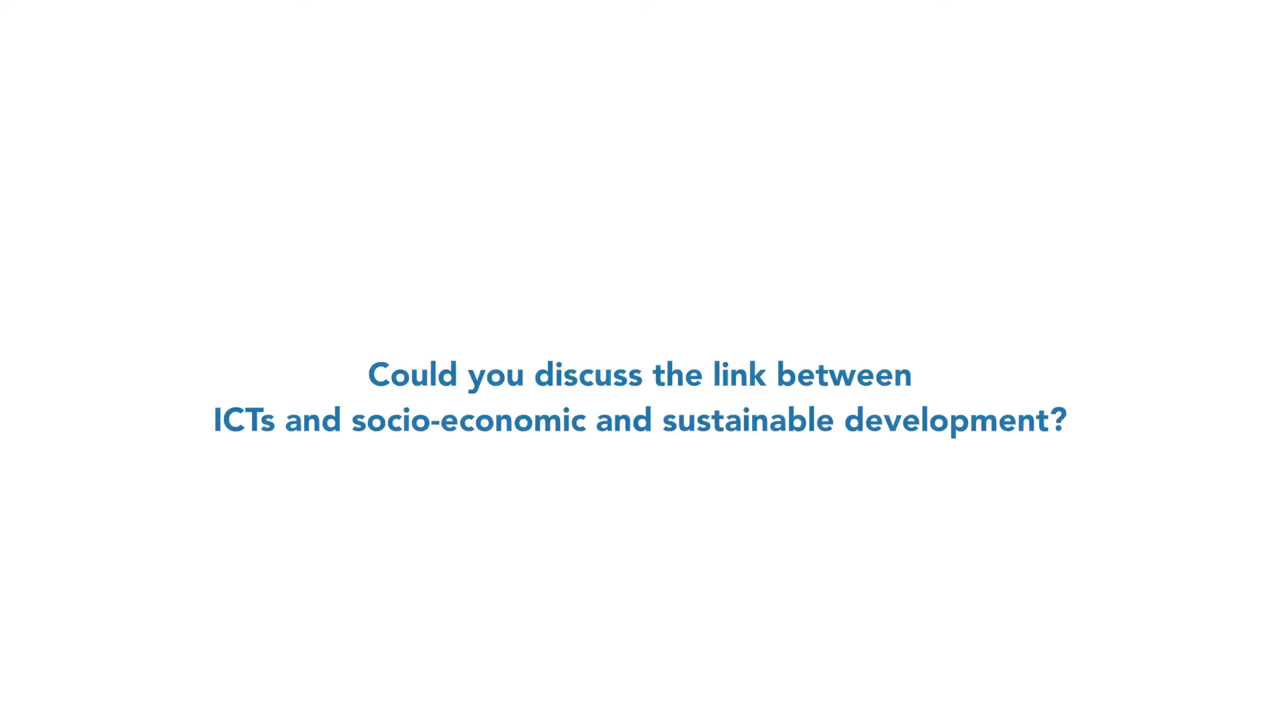 Could you discuss the link between
ICTs and socio-economic and sustainable development?